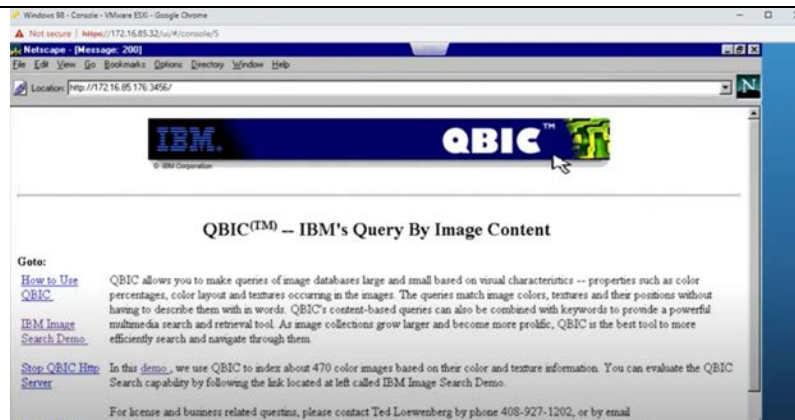 Windows 98 - Console - VMware ESXi - Google Chrome
Not secure | https://172.16.85.32/ui/#/console/5
Netscape - [Message: 200]
File Edit View Go Bookmarks Options Directory Window Help
Location: http://172.16.85.176:3456/
N
IBM. QBIC™
© IBM Corporation
QBIC(TM) -- IBM's Query By Image Content
Goto:
How to Use
QBIC
IBM Image
Search Demo
Stop QBIC Http
Server
QBIC allows you to make queries of image databases large and small based on visual characteristics -- properties such as color
percentages, color layout and textures occurring in the images. The queries match image colors, textures and their positions without
having to describe them with in words. QBIC's content-based queries can also be combined with keywords to provide a powerful
multimedia search and retrieval tool. As image collections grow larger and become more prolific, QBIC is the best tool to more
efficiently search and navigate through them.
In this demo , we use QBIC to index about 470 color images based on their color and texture information. You can evaluate the QBIC
Search capability by following the link located at left called IBM Image Search Demo.
For license and business related questins, please contact Ted Loewenberg by phone 408-927-1202, or by email